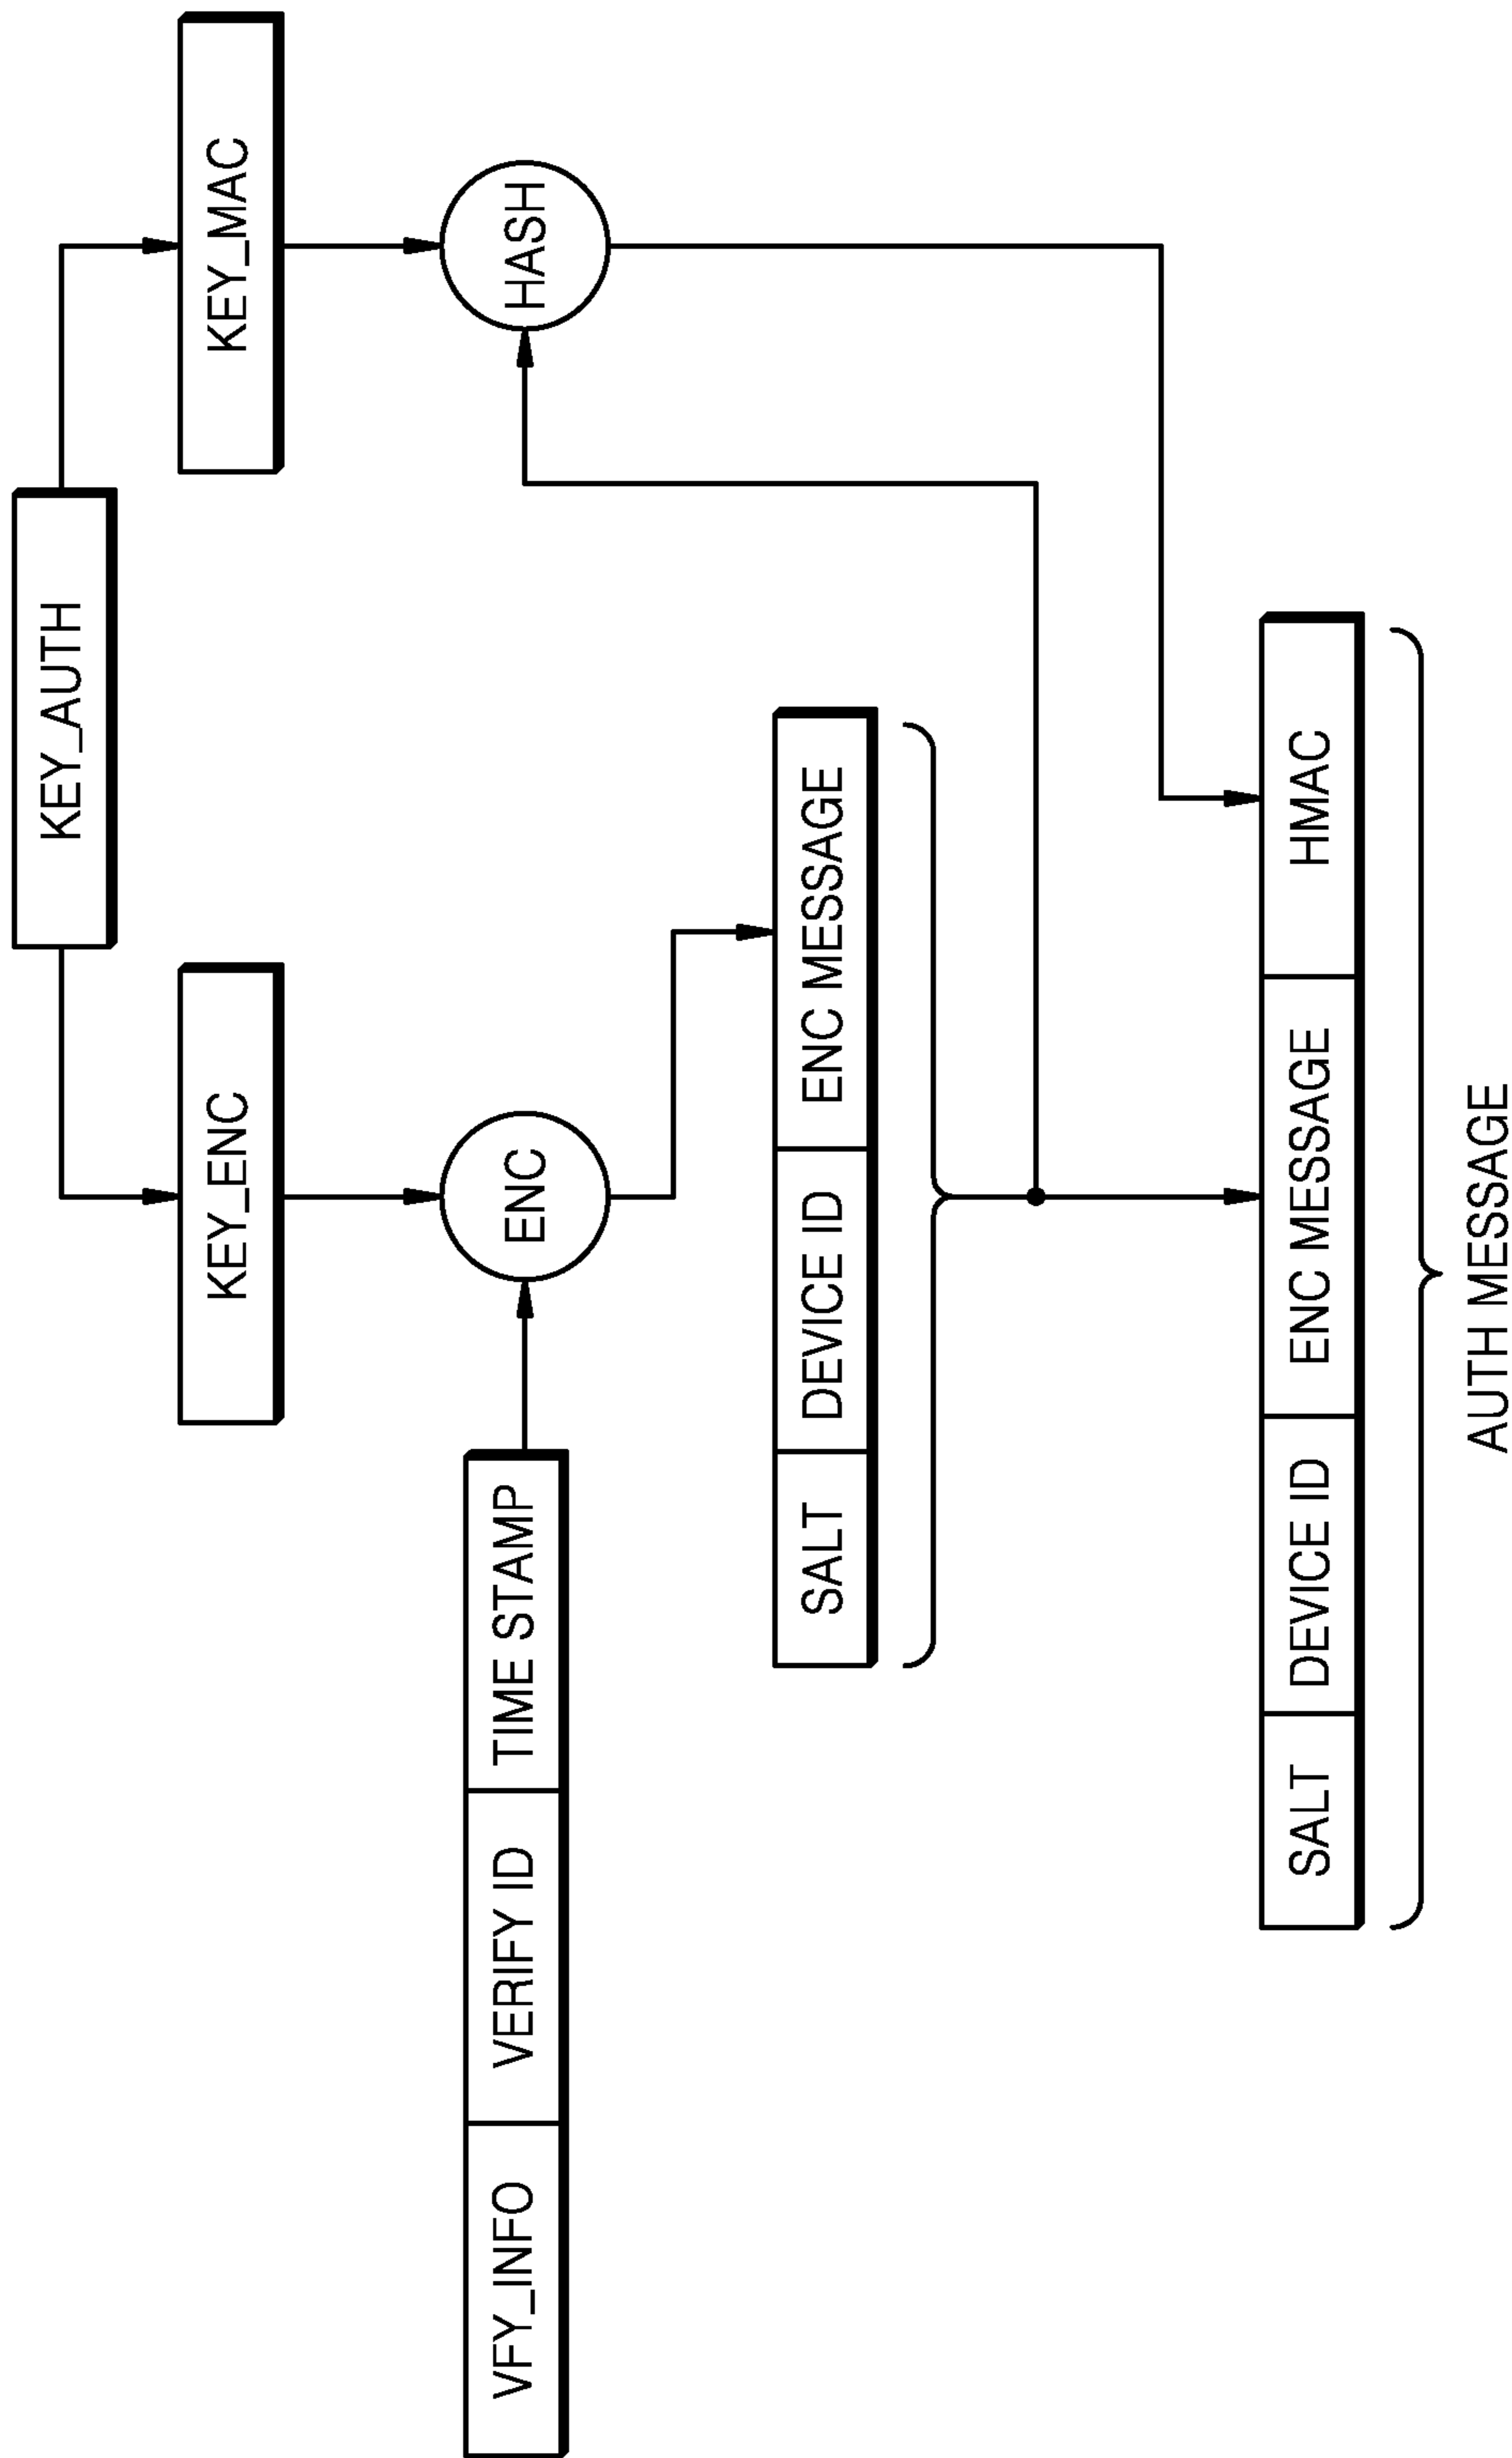 KEY_AUTH
KEY_ENC
KEY_MAC
VFY_INFO
VERIFY ID
TIME STAMP
ENC
HASH
SALT
DEVICE ID
ENC MESSAGE
SALT
DEVICE ID
ENC MESSAGE
HMAC
AUTH MESSAGE